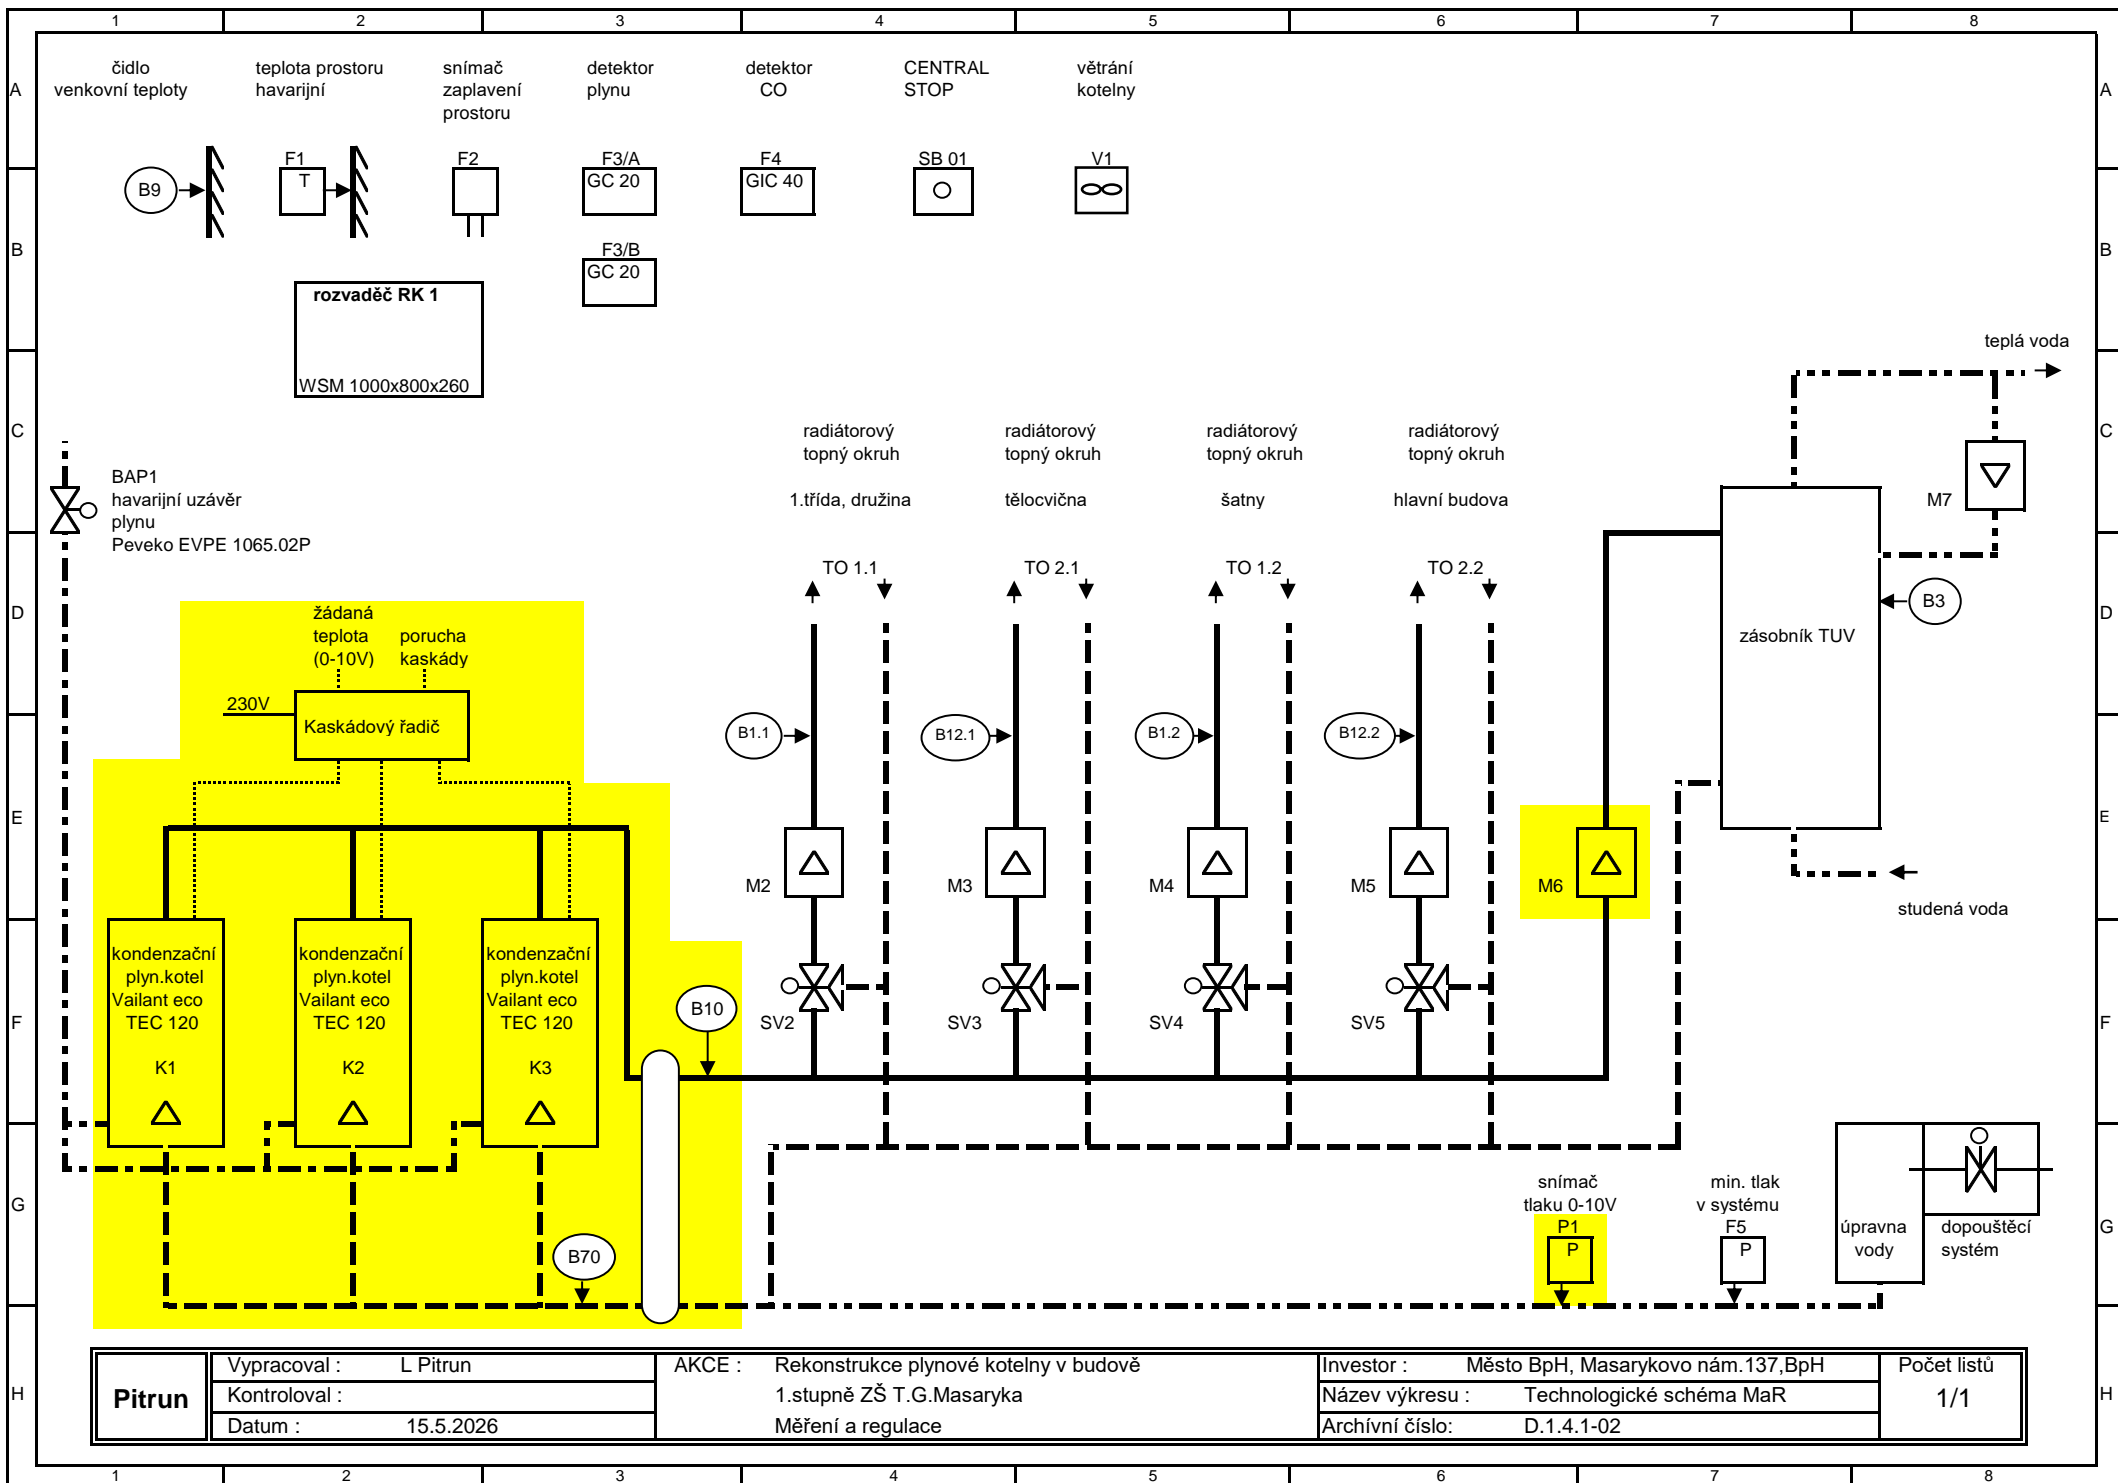 1 2 3 4 5 6 7 8
A A
čidlo
venkovní teploty
teplota prostoru
havarijní
snímač
zaplavení
prostoru
detektor
plynu
detektor
CO
CENTRAL
STOP
větrání
kotelny
B9
F1
T
F2
F3/A
GC 20
F4
GIC 40
SB 01
V1
B B
F3/B
GC 20
rozvaděč RK 1
WSM 1000x800x260
teplá voda
C C
BAP1
havarijní uzávěr
plynu
Peveko EVPE 1065.02P
radiátorový
topný okruh
1.třída, družina
radiátorový
topný okruh
tělocvična
radiátorový
topný okruh
šatny
radiátorový
topný okruh
hlavní budova
M7
TO 1.1
TO 2.1
TO 1.2
TO 2.2
D D
žádaná
teplota
(0-10V)
porucha
kaskády
B3
zásobník TUV
230V
Kaskádový řadič
B1.1
B12.1
B1.2
B12.2
E E
M2
M3
M4
M5
M6
studená voda
kondenzační
plyn.kotel
Vailant eco
TEC 120
K1
kondenzační
plyn.kotel
Vailant eco
TEC 120
K2
kondenzační
plyn.kotel
Vailant eco
TEC 120
K3
B10
F F
SV2
SV3
SV4
SV5
G G
B70
snímač
tlaku 0-10V
P1
P
min. tlak
v systému
F5
P
úpravna
vody
dopouštěcí
systém
H H
Pitrun
Vypracoval : L Pitrun
Kontroloval :
Datum : 15.5.2026
AKCE : Rekonstrukce plynové kotelny v budově
1.stupně ZŠ T.G.Masaryka
Měření a regulace
Investor : Město BpH, Masarykovo nám.137,BpH
Název výkresu : Technologické schéma MaR
Archívní číslo: D.1.4.1-02
Počet listů
1/1
1 2 3 4 5 6 7 8